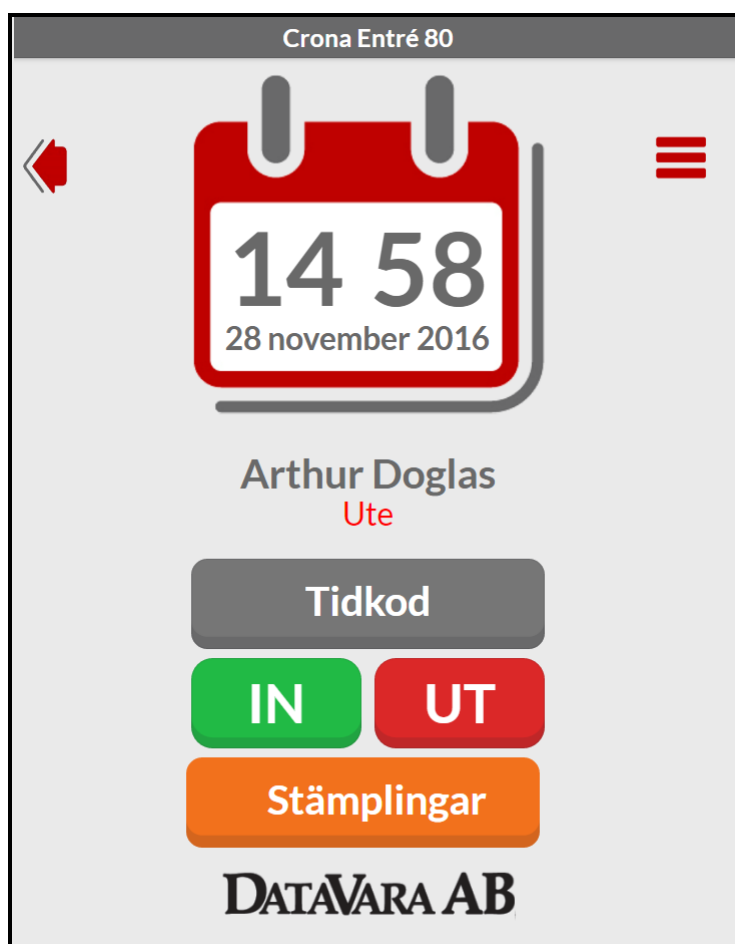 Crona Entré 80
14 58
28 november 2016
Arthur Doglas
Ute
Tidkod
IN UT
Stämplingar
DATAVARA AB